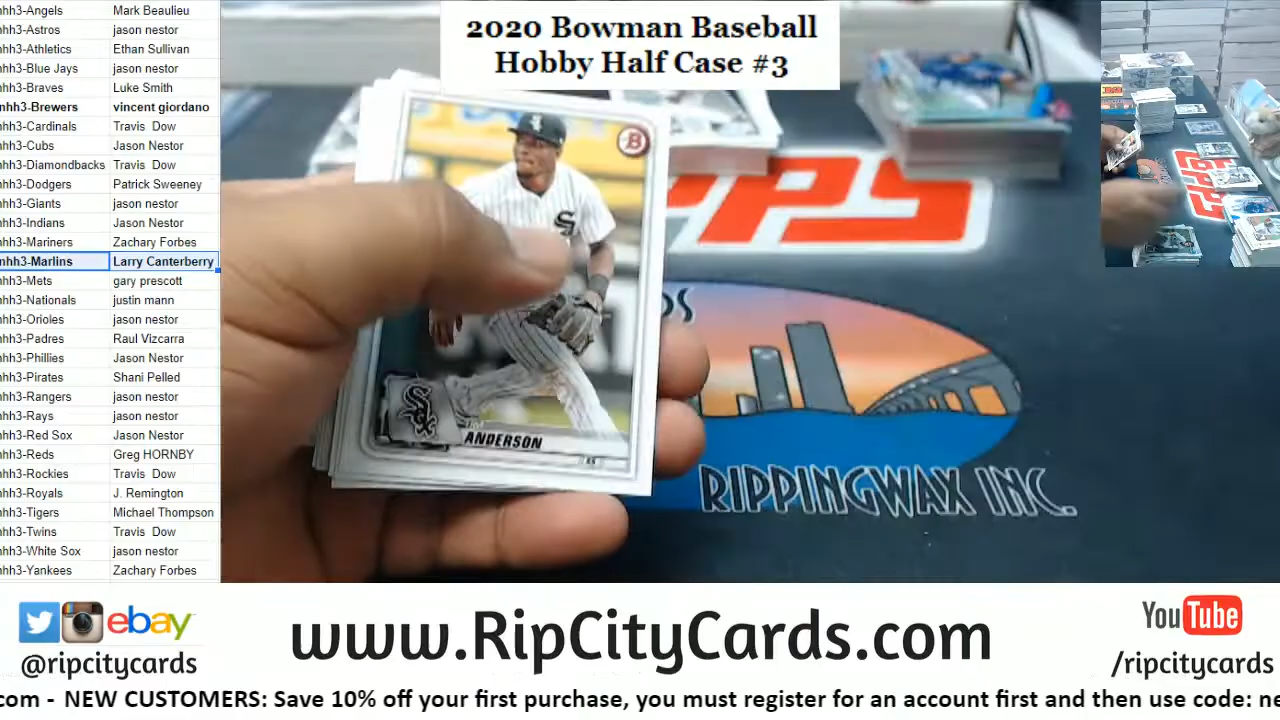 hh3-Angels Mark Beaulieu
hh3-Astros jason nestor
hh3-Athletics Ethan Sullivan
hh3-Blue Jays jason nestor
hh3-Braves Luke Smith
hh3-Brewers vincent giordano
hh3-Cardinals Travis Dow
hh3-Cubs Jason Nestor
hh3-Diamondbacks Travis Dow
hh3-Dodgers Patrick Sweeney
hh3-Giants jason nestor
hh3-Indians Jason Nestor
hh3-Mariners Zachary Forbes
hh3-Marlins Larry Canterberry
hh3-Mets gary prescott
hh3-Nationals justin mann
hh3-Orioles jason nestor
hh3-Padres Raul Vizcarra
hh3-Phillies Jason Nestor
hh3-Pirates Shani Pelled
hh3-Rangers jason nestor
hh3-Rays jason nestor
hh3-Red Sox Jason Nestor
hh3-Reds Greg HORNBY
hh3-Rockies Travis Dow
hh3-Royals J. Remington
hh3-Tigers Michael Thompson
hh3-Twins Travis Dow
hh3-White Sox jason nestor
hh3-Yankees Zachary Forbes
2020 Bowman Baseball
Hobby Half Case #3
B
Sox
PPS
DS
Sox
ANDERSON
RIPPINGWAX INC.
ebay
@ripcitycards
www.RipCityCards.com
YouTube
/ripcitycards
com - NEW CUSTOMERS: Save 10% off your first purchase, you must register for an account first and then use code: ne